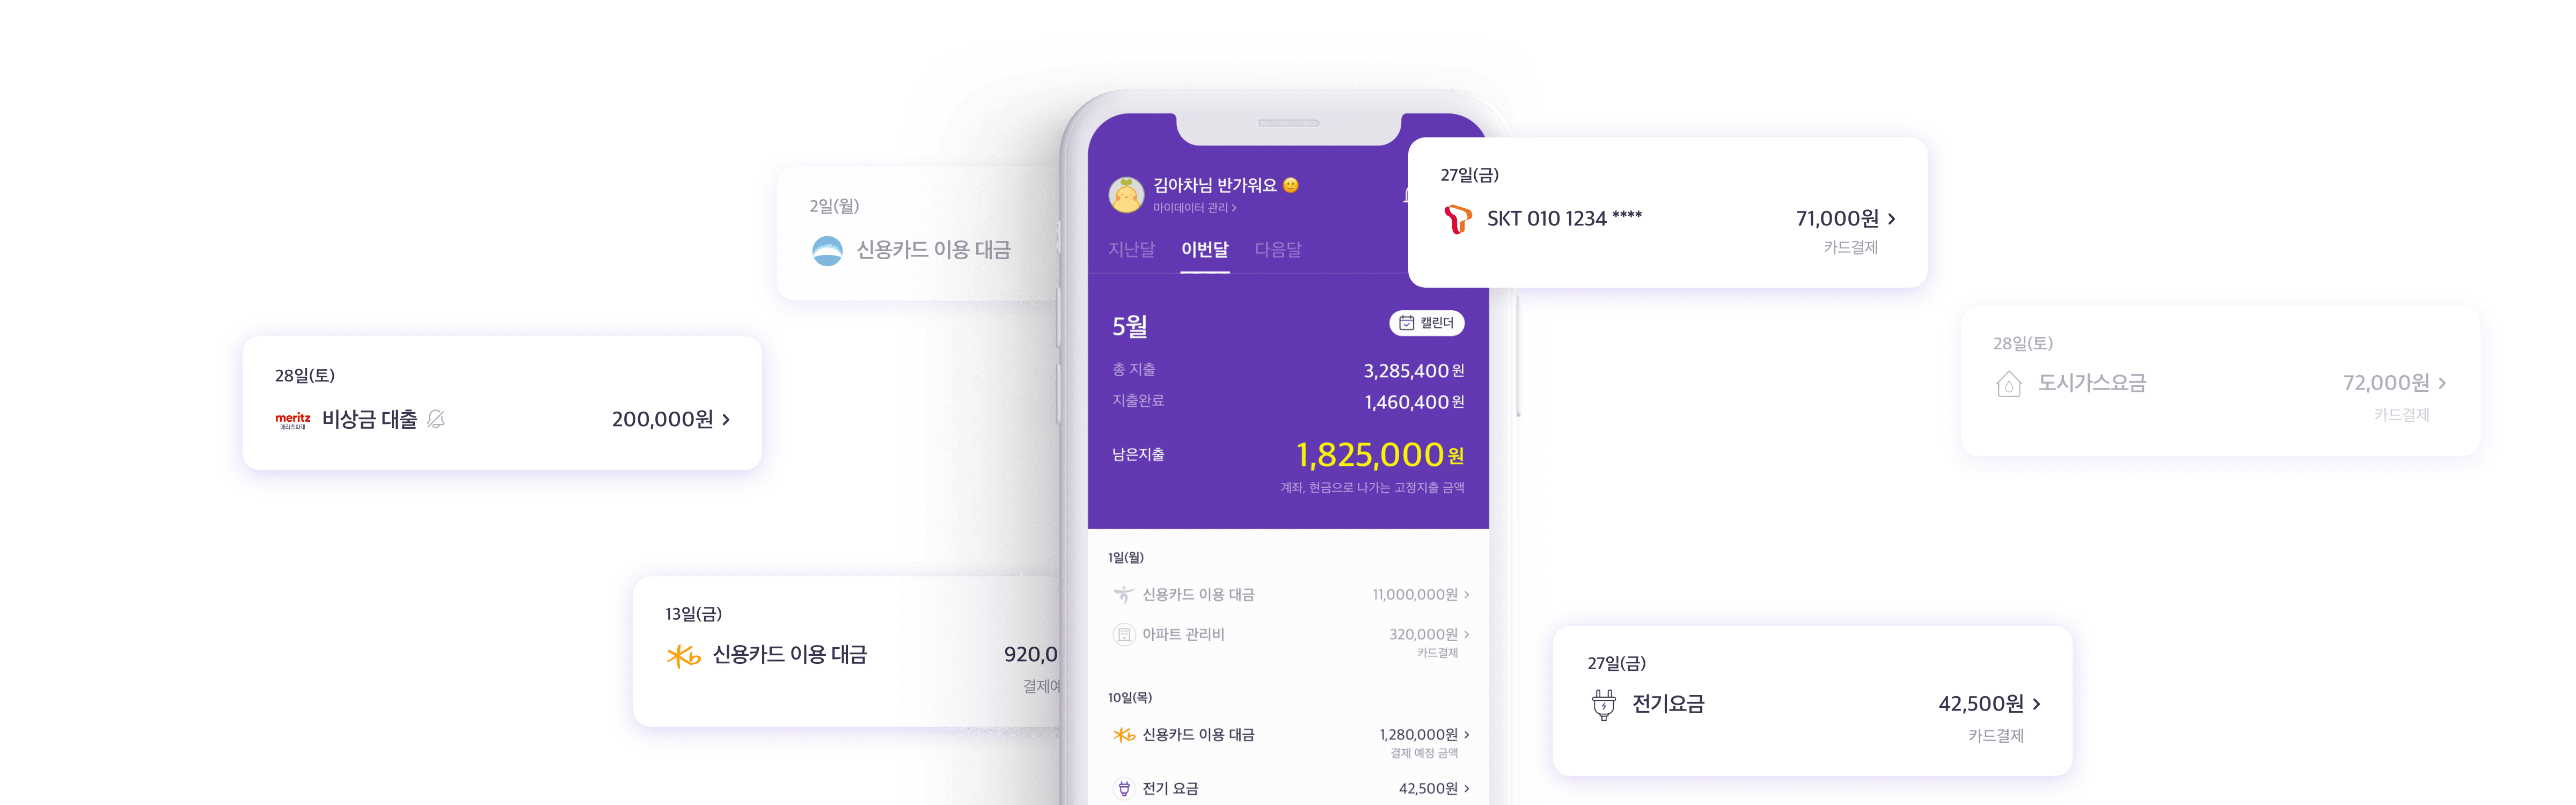 2일(월)
신용카드 이용 대금
28일(토)
meritz
메리츠화재
비상금 대출
200,000원
13일(금)
신용카드 이용 대금
920,0
결제예
김아차님 반가워요
마이데이터 관리
지난달 이번달 다음달
5월
캘린더
총 지출 3,285,400 원
지출완료 1,460,400 원
남은지출 1,825,000 원
계좌, 현금으로 나가는 고정지출 금액
1일(월)
신용카드 이용 대금 11,000,000원
아파트 관리비 320,000원
카드결제
10일(목)
신용카드 이용 대금 1,280,000원
결제 예정 금액
전기 요금 42,500원
27일(금)
SKT 010 1234 **** 71,000원
카드결제
28일(토)
도시가스요금 72,000원
카드결제
27일(금)
전기요금 42,500원
카드결제